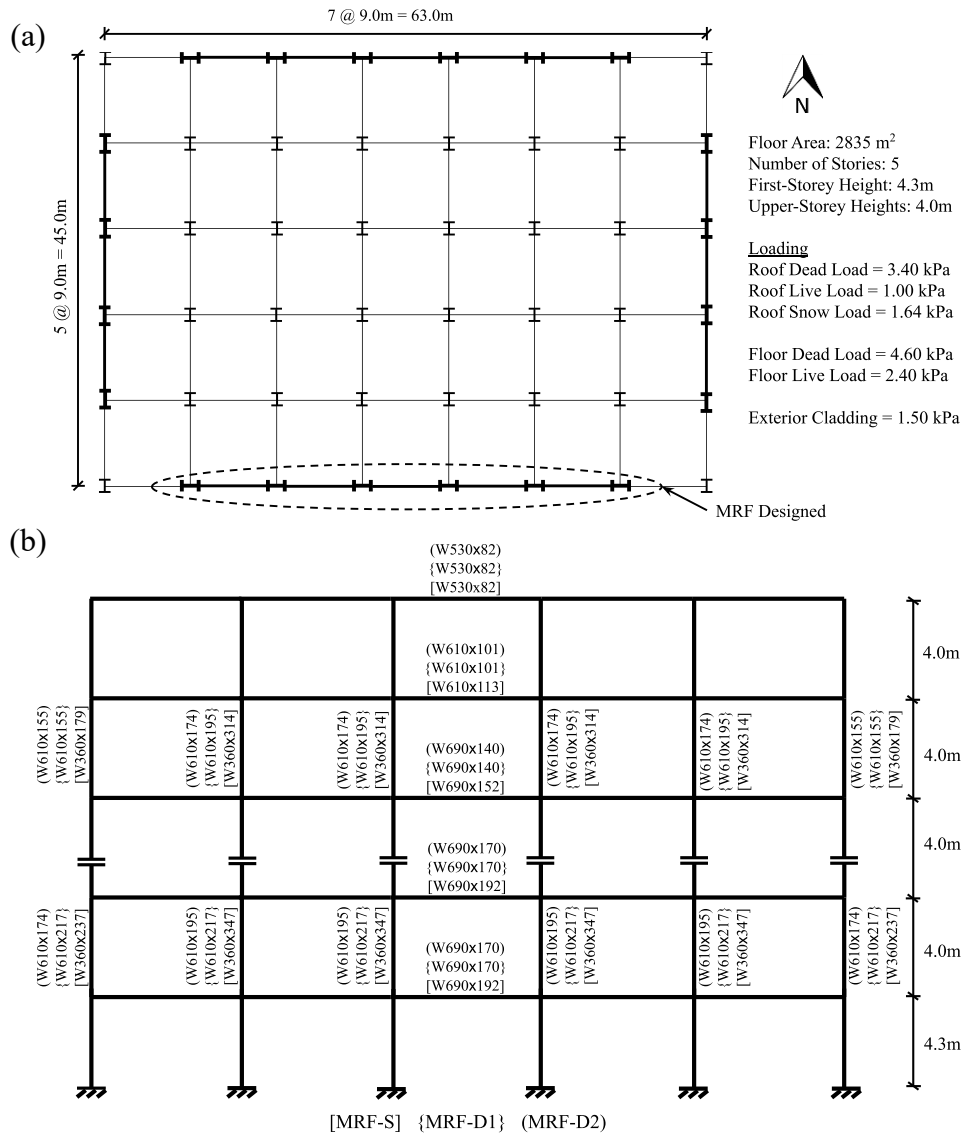 (a)
7 @ 9.0m = 63.0m
5 @ 9.0m = 45.0m
N
Floor Area: 2835 m²
Number of Stories: 5
First-Storey Height: 4.3m
Upper-Storey Heights: 4.0m
Loading
Roof Dead Load = 3.40 kPa
Roof Live Load = 1.00 kPa
Roof Snow Load = 1.64 kPa
Floor Dead Load = 4.60 kPa
Floor Live Load = 2.40 kPa
Exterior Cladding = 1.50 kPa
MRF Designed
(b)
(W530x82)
{W530x82}
[W530x82]
4.0m
(W610x101)
{W610x101}
[W610x113]
(W610x155)
{W610x155}
[W360x179]
(W610x174)
{W610x195}
[W360x314]
(W610x174)
{W610x195}
[W360x314]
(W690x140)
{W690x140}
[W690x152]
(W610x174)
{W610x195}
[W360x314]
(W610x174)
{W610x195}
[W360x314]
(W610x155)
{W610x155}
[W360x179]
4.0m
(W690x170)
{W690x170}
[W690x192]
4.0m
(W610x174)
{W610x217}
[W360x237]
(W610x195)
{W610x217}
[W360x347]
(W610x195)
{W610x217}
[W360x347]
(W690x170)
{W690x170}
[W690x192]
(W610x195)
{W610x217}
[W360x347]
(W610x195)
{W610x217}
[W360x347]
(W610x174)
{W610x217}
[W360x237]
4.0m
4.3m
[MRF-S] {MRF-D1} (MRF-D2)